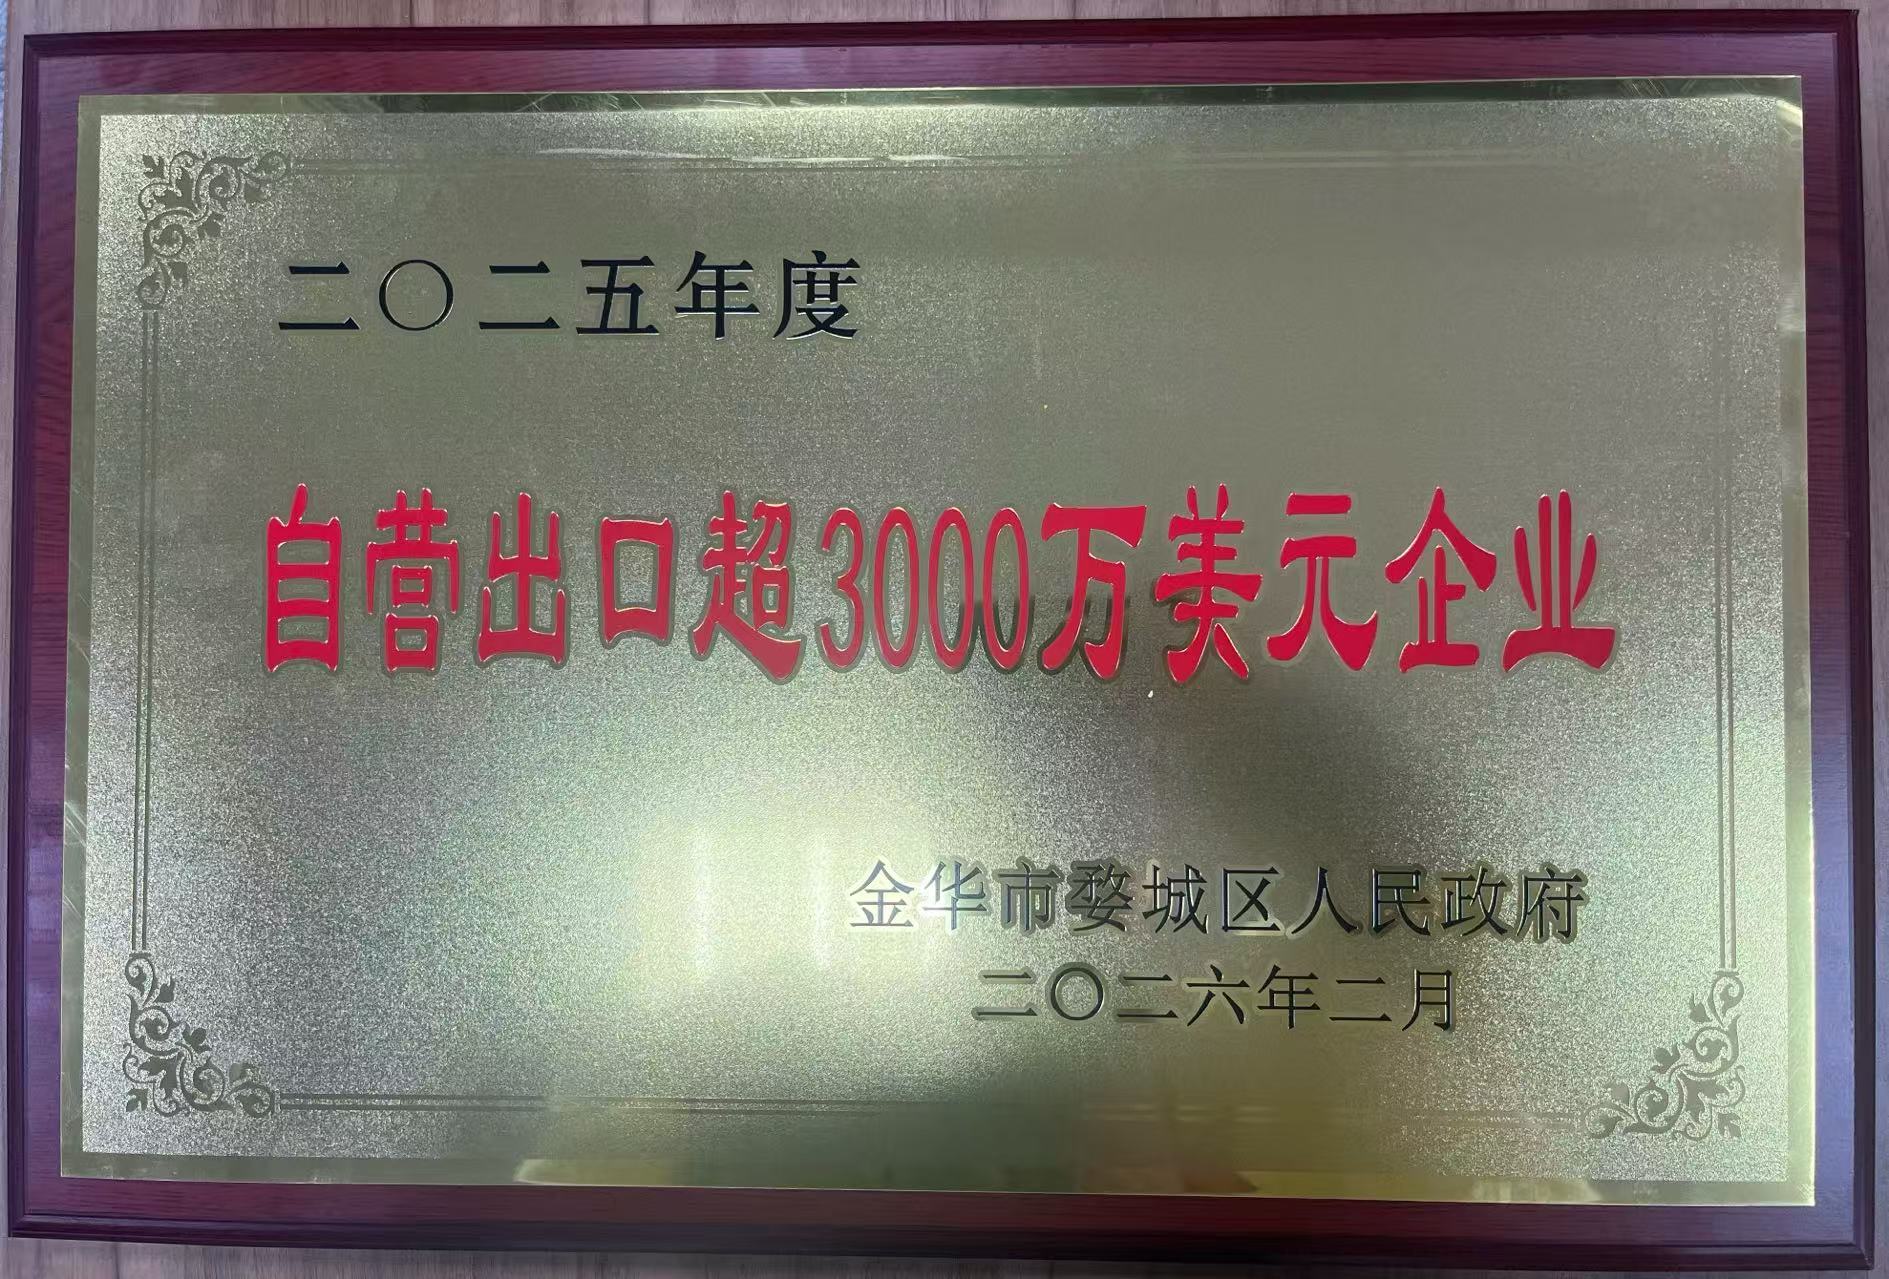 二〇二五年度
自营出口超3000万美元企业
金华市婺城区人民政府
二〇二六年二月